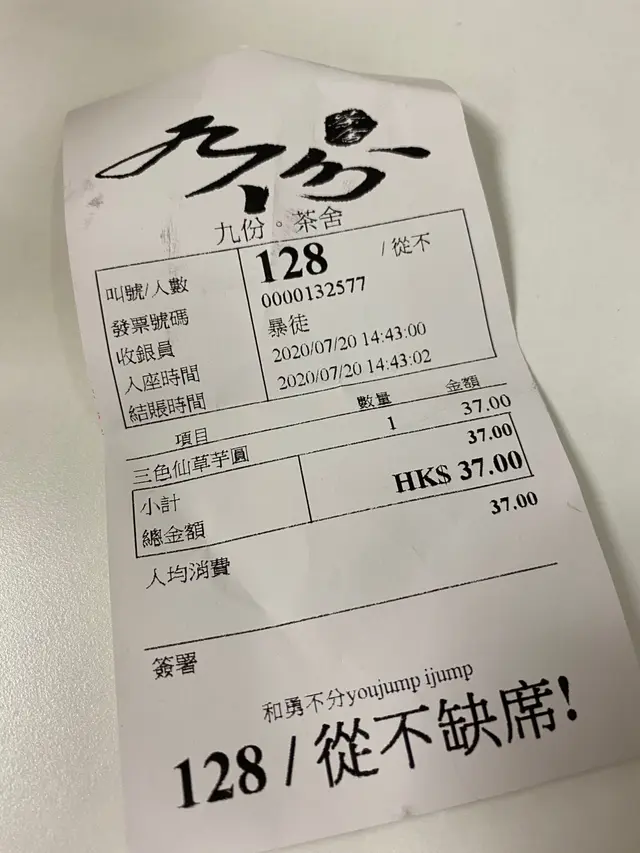 九份
茶舍
九份。茶舍
叫號/人數 128 / 從不
發票號碼 0000132577
收銀員 暴徒
入座時間 2020/07/20 14:43:00
結賬時間 2020/07/20 14:43:02
項目 數量 金額
三色仙草芋圓 1 37.00
小計 37.00
總金額 HK$ 37.00
人均消費 37.00
簽署
和勇不分youjump ijump
128 / 從不缺席!